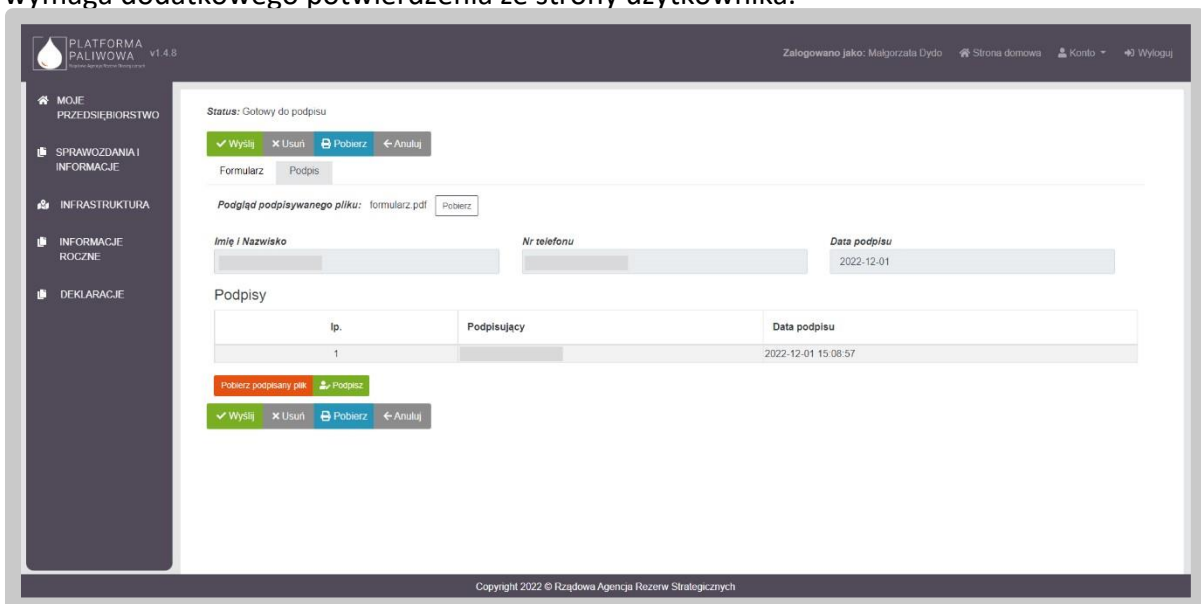 wymaga dodatkowego potwierdzenia ze strony użytkownika.
PLATFORMA
PALIWOWA v1.4.8
Zalogowano jako: Małgorzata Dydo Strona domowa Konto Wyloguj
MOJE
PRZEDSIĘBIORSTWO
SPRAWOZDANIA I
INFORMACJE
INFRASTRUKTURA
INFORMACJE
ROCZNE
DEKLARACJE
Status: Gotowy do podpisu
Wyślij Usuń Pobierz Anuluj
Formularz Podpis
Podgląd podpisywanego pliku: formularz.pdf Pobierz
Imię i Nazwisko Nr telefonu Data podpisu
2022-12-01
Podpisy
lp. Podpisujący Data podpisu
1 2022-12-01 15:08:57
Pobierz podpisany plik Podpisz
Wyślij Usuń Pobierz Anuluj
Copyright 2022 © Rządowa Agencja Rezerw Strategicznych